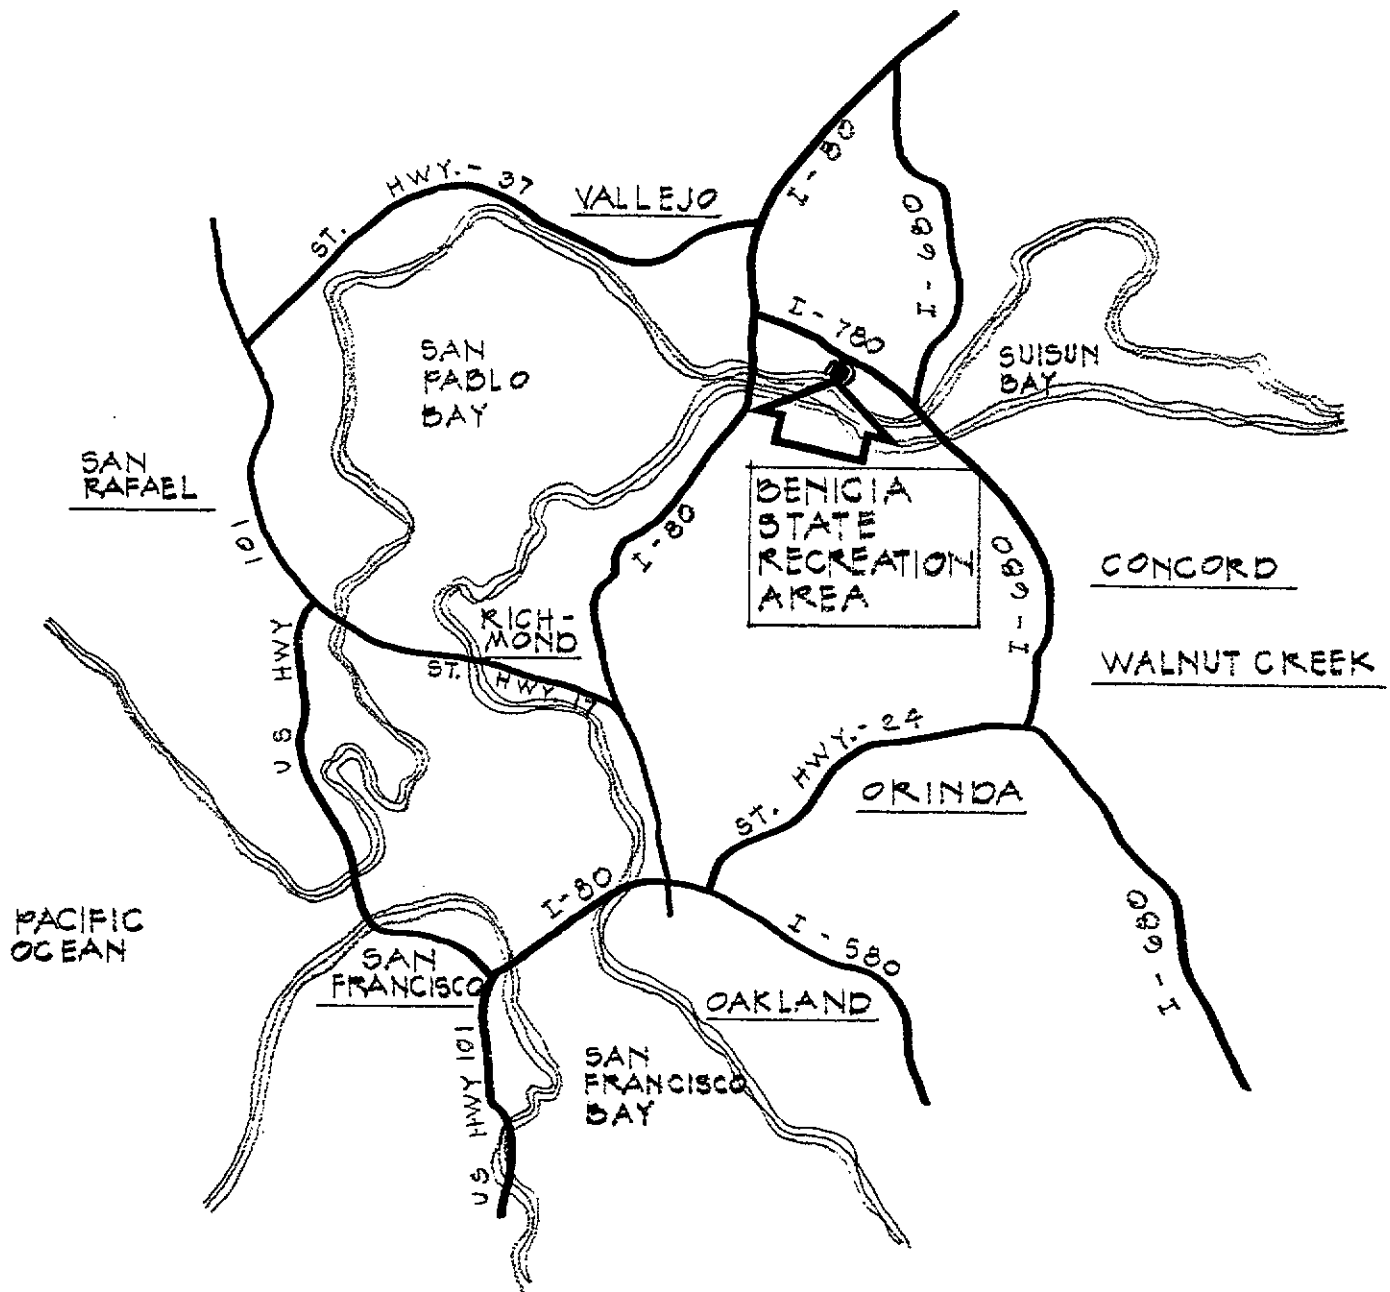 I-80
ST. HWY.- 37
VALLEJO
I-680
I-780
SAN
PABLO
BAY
SUISUN
BAY
SAN
RAFAEL
101
I-80
BENICIA
STATE
RECREATION
AREA
I-680
CONCORD
RICH-
MOND
WALNUT CREEK
ST. HWY 17
US HWY
ST. HWY.- 24
ORINDA
I-80
I-680
PACIFIC
OCEAN
I-580
SAN
FRANCISCO
OAKLAND
US HWY 101
SAN
FRANCISCO
BAY